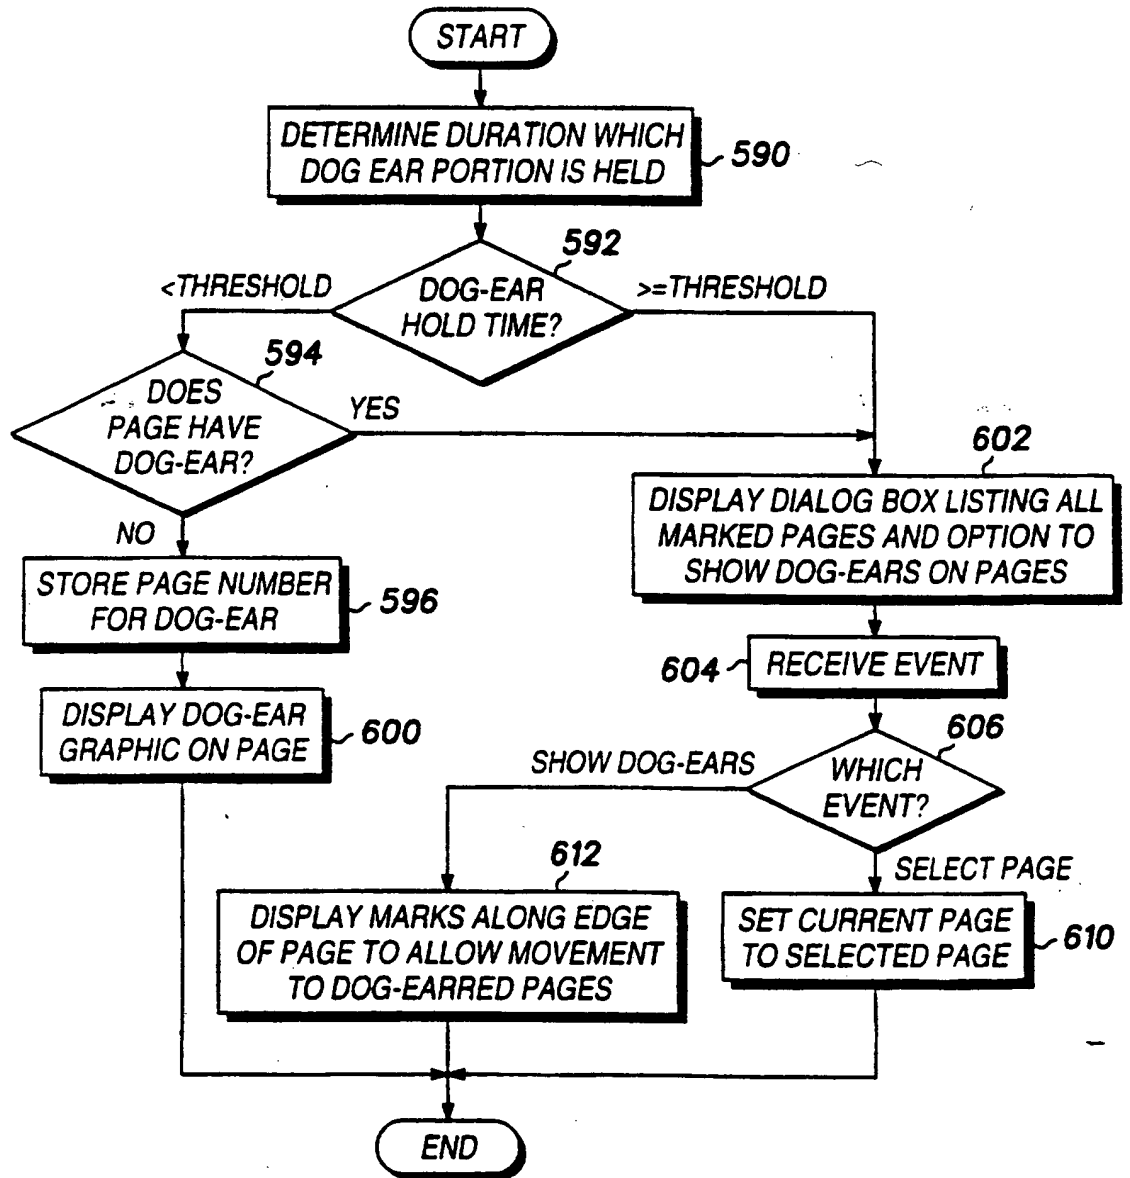 START
DETERMINE DURATION WHICH
DOG EAR PORTION IS HELD
590
592
<THRESHOLD
DOG-EAR
HOLD TIME?
>=THRESHOLD
594
DOES
PAGE HAVE
DOG-EAR?
YES
NO
602
DISPLAY DIALOG BOX LISTING ALL
MARKED PAGES AND OPTION TO
SHOW DOG-EARS ON PAGES
STORE PAGE NUMBER
FOR DOG-EAR
596
604
RECEIVE EVENT
DISPLAY DOG-EAR
GRAPHIC ON PAGE
600
606
SHOW DOG-EARS
WHICH
EVENT?
612
SELECT PAGE
DISPLAY MARKS ALONG EDGE
OF PAGE TO ALLOW MOVEMENT
TO DOG-EARRED PAGES
SET CURRENT PAGE
TO SELECTED PAGE
610
END